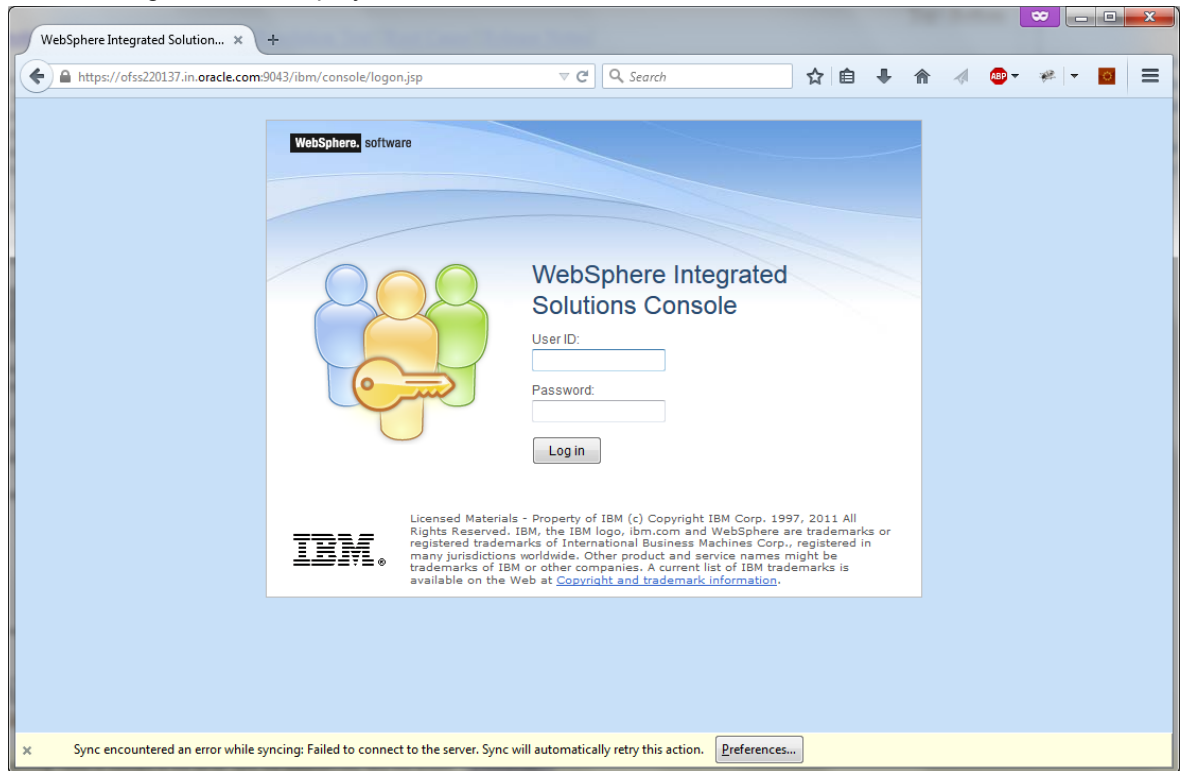 WebSphere Integrated Solution...
https://ofss220137.in.oracle.com:9043/ibm/console/logon.jsp
Search
ABP
WebSphere. software
WebSphere Integrated
Solutions Console
User ID:
Password:
Log in
IBM®
Licensed Materials - Property of IBM (c) Copyright IBM Corp. 1997, 2011 All
Rights Reserved. IBM, the IBM logo, ibm.com and WebSphere are trademarks or
registered trademarks of International Business Machines Corp., registered in
many jurisdictions worldwide. Other product and service names might be
trademarks of IBM or other companies. A current list of IBM trademarks is
available on the Web at Copyright and trademark information.
Sync encountered an error while syncing: Failed to connect to the server. Sync will automatically retry this action. Preferences...